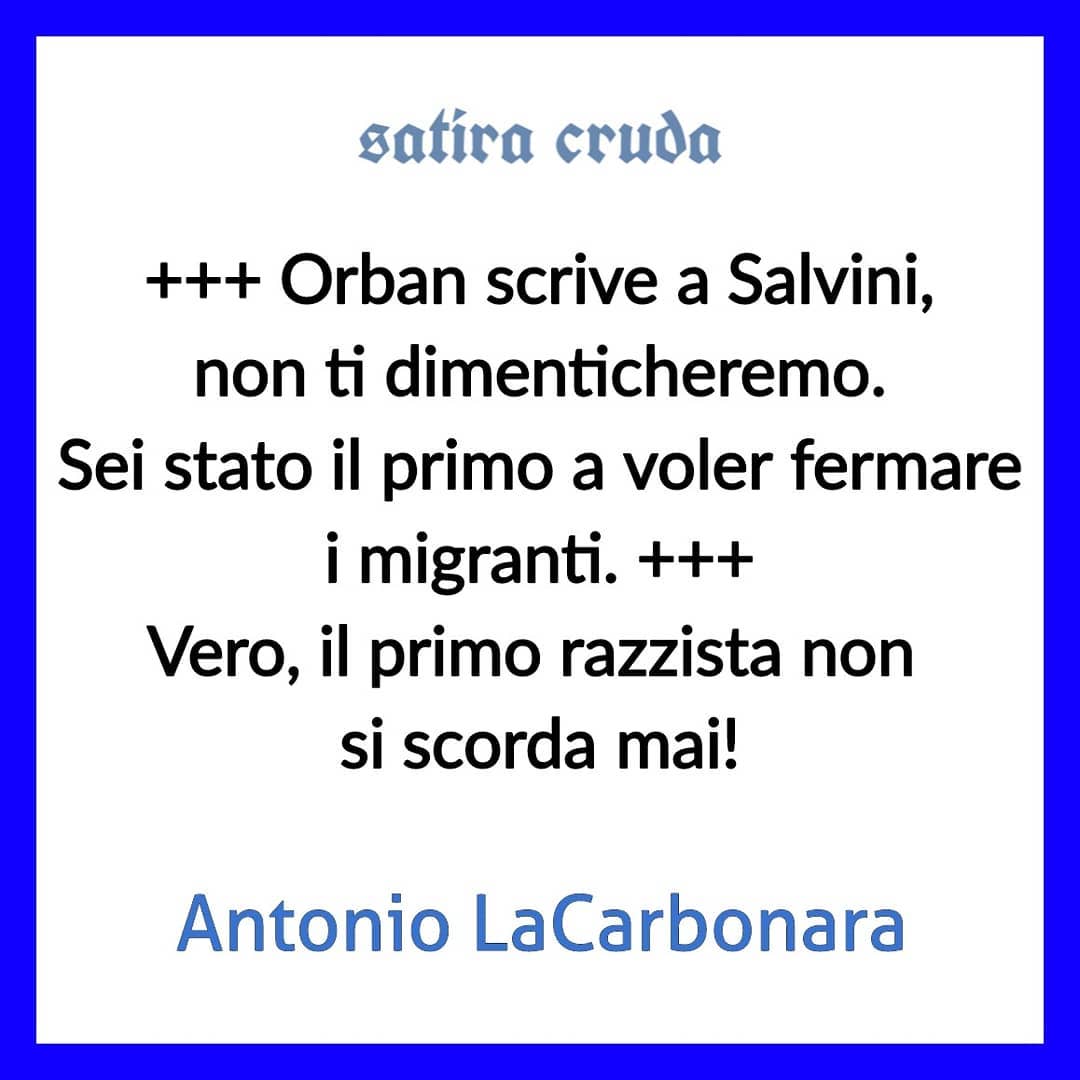 satira cruda
+++ Orban scrive a Salvini,
non ti dimenticheremo.
Sei stato il primo a voler fermare
i migranti. +++
Vero, il primo razzista non
si scorda mai!
Antonio LaCarbonara